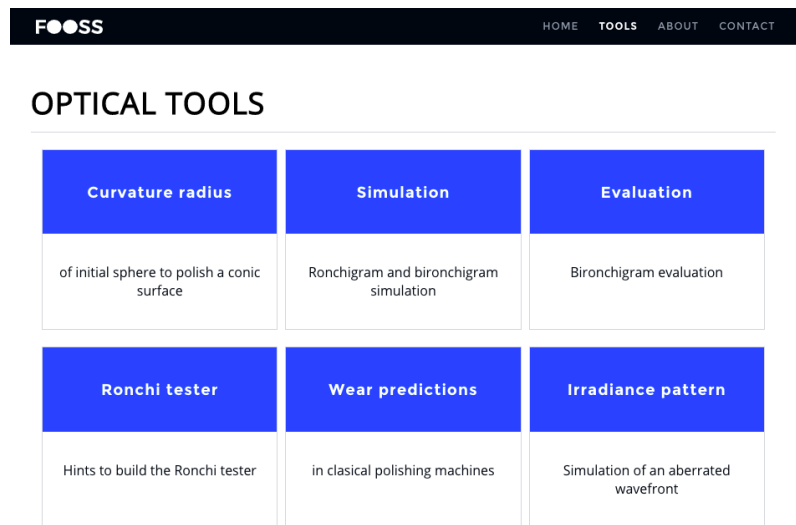 FOOSS
HOME TOOLS ABOUT CONTACT
OPTICAL TOOLS
Curvature radius
of initial sphere to polish a conic
surface
Simulation
Ronchigram and bironchigram
simulation
Evaluation
Bironchigram evaluation
Ronchi tester
Hints to build the Ronchi tester
Wear predictions
in clasical polishing machines
Irradiance pattern
Simulation of an aberrated
wavefront